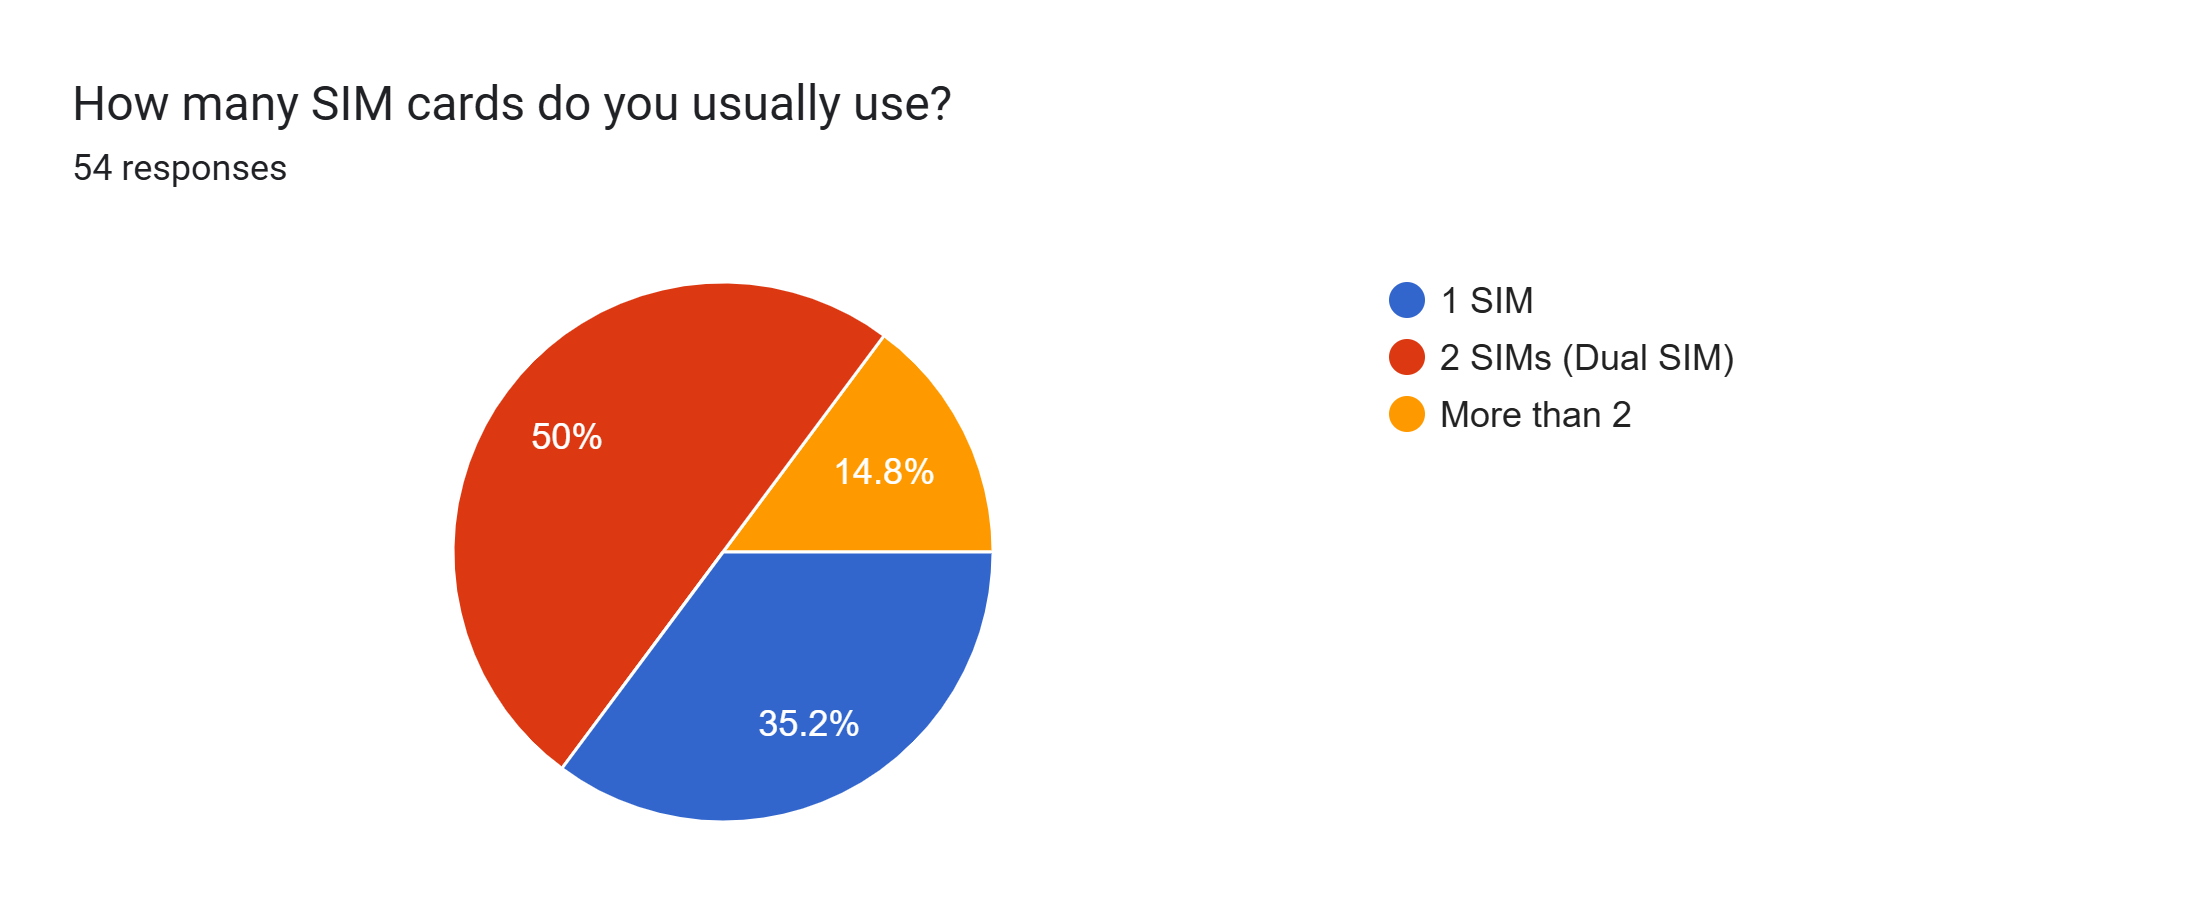 How many SIM cards do you usually use?
54 responses
1 SIM
2 SIMs (Dual SIM)
More than 2
50%
14.8%
35.2%